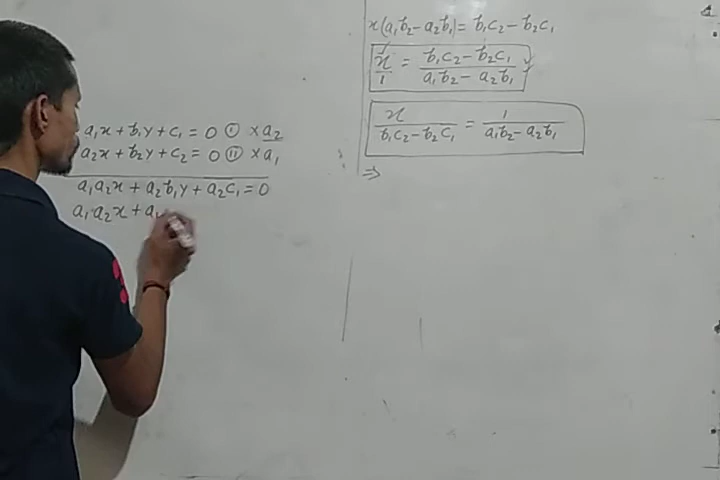 a₁x + b₁y + c₁ = 0 ① × a₂
a₂x + b₂y + c₂ = 0 ⑪ × a₁
a₁a₂x + a₂b₁y + a₂c₁ = 0
a₁a₂x + a₁
x(a₁b₂ - a₂b₁) = b₁c₂ - b₂c₁
x/1 = (b₁c₂ - b₂c₁)/(a₁b₂ - a₂b₁)
x/(b₁c₂ - b₂c₁) = 1/(a₁b₂ - a₂b₁)
⇒